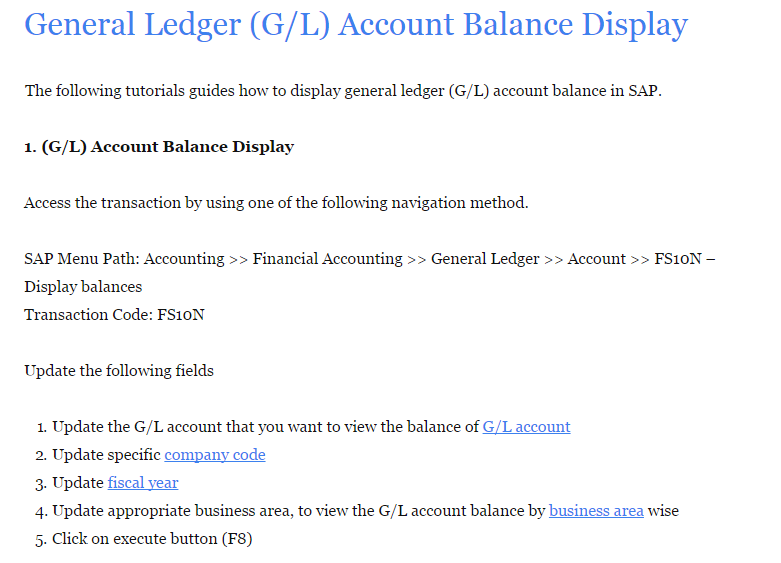 General Ledger (G/L) Account Balance Display
The following tutorials guides how to display general ledger (G/L) account balance in SAP.
1. (G/L) Account Balance Display
Access the transaction by using one of the following navigation method.
SAP Menu Path: Accounting >> Financial Accounting >> General Ledger >> Account >> FS10N –
Display balances
Transaction Code: FS10N
Update the following fields
1. Update the G/L account that you want to view the balance of G/L account
2. Update specific company code
3. Update fiscal year
4. Update appropriate business area, to view the G/L account balance by business area wise
5. Click on execute button (F8)